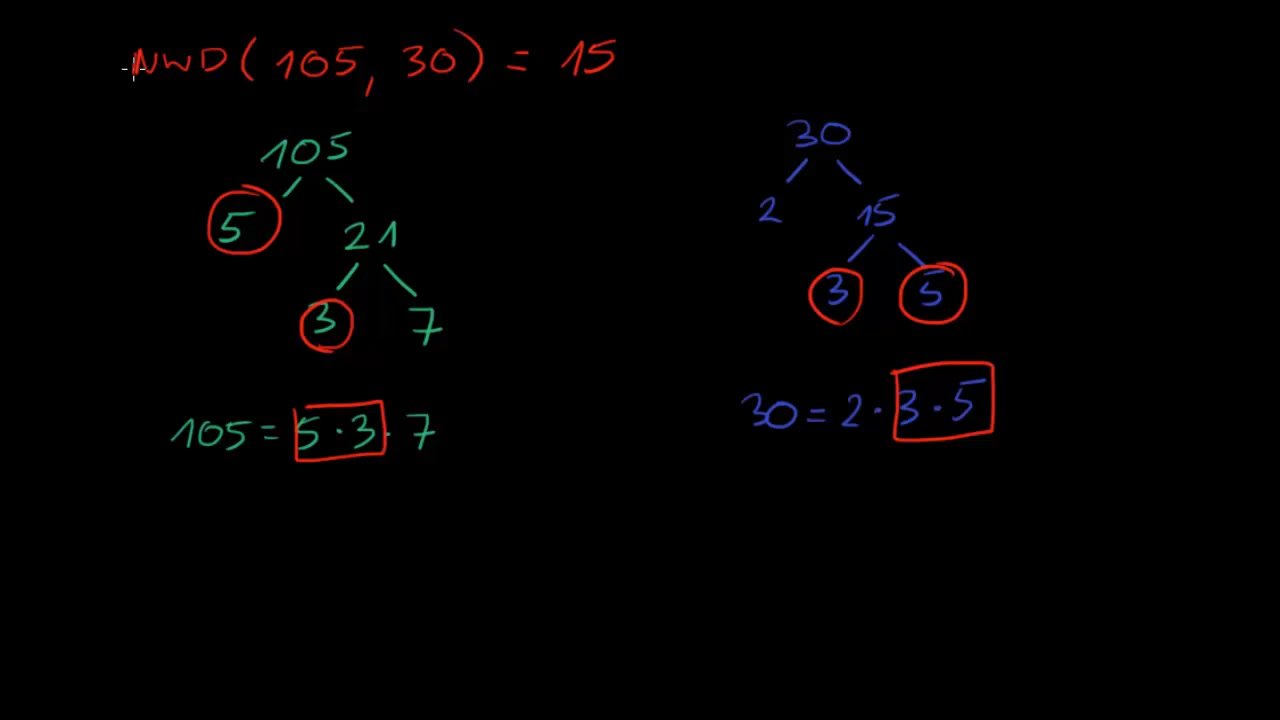 NWD(105, 30) = 15
105
5 21
3 7
105 = 5 · 3 · 7
30
2 15
3 5
30 = 2 · 3 · 5